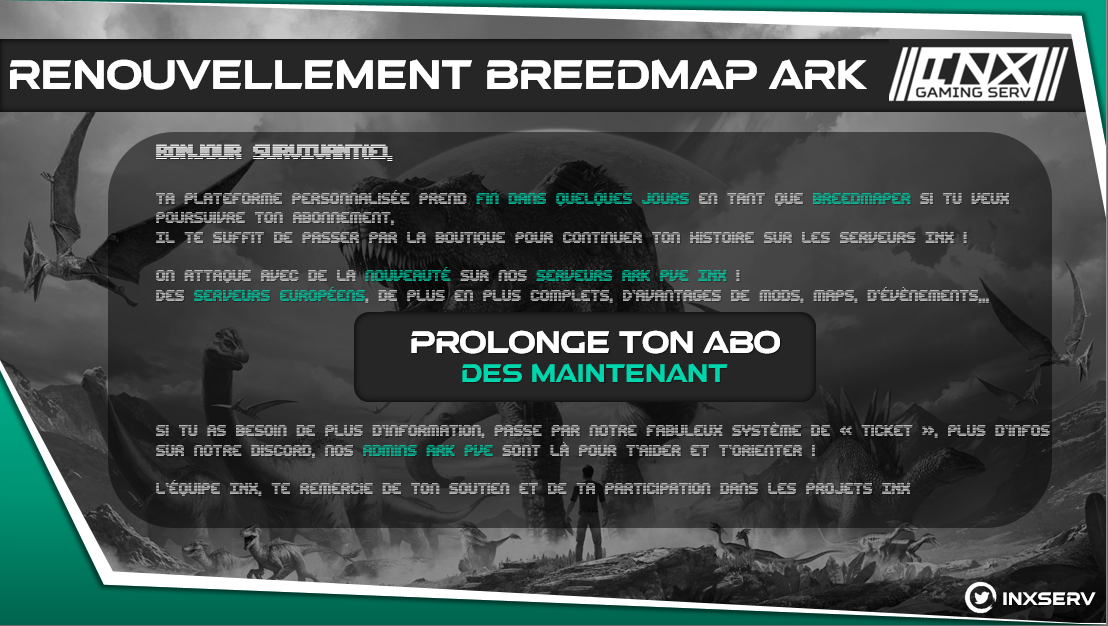 RENOUVELLEMENT BREEDMAP ARK
INX
GAMING SERV
BONJOUR SURVIVANT(E),
TA PLATEFORME PERSONNALISÉE PREND FIN DANS QUELQUES JOURS EN TANT QUE BREEDMAPER SI TU VEUX
POURSUIVRE TON ABONNEMENT,
IL TE SUFFIT DE PASSER PAR LA BOUTIQUE POUR CONTINUER TON HISTOIRE SUR LES SERVEURS INX !
ON ATTAQUE AVEC DE LA NOUVEAUTÉ SUR NOS SERVEURS ARK PVE INX !
DES SERVEURS EUROPÉENS, DE PLUS EN PLUS COMPLETS, D'AVANTAGES DE MODS, MAPS, D'ÉVÈNEMENTS...
PROLONGE TON ABO
DES MAINTENANT
SI TU AS BESOIN DE PLUS D'INFORMATION, PASSE PAR NOTRE FABULEUX SYSTÈME DE « TICKET », PLUS D'INFOS
SUR NOTRE DISCORD, NOS ADMINS ARK PVE SONT LÀ POUR T'AIDER ET T'ORIENTER !
L'ÉQUIPE INX, TE REMERCIE DE TON SOUTIEN ET DE TA PARTICIPATION DANS LES PROJETS INX
INXSERV